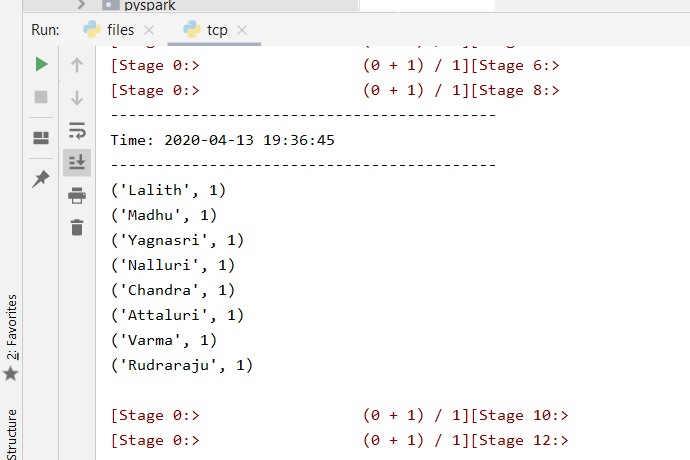 pyspark
Run: files tcp
[Stage 0:> (0 + 1) / 1][Stage 6:>
[Stage 0:> (0 + 1) / 1][Stage 8:>
-------------------------------------------
Time: 2020-04-13 19:36:45
-------------------------------------------
('Lalith', 1)
('Madhu', 1)
('Yagnasri', 1)
('Nalluri', 1)
('Chandra', 1)
('Attaluri', 1)
('Varma', 1)
('Rudraraju', 1)
[Stage 0:> (0 + 1) / 1][Stage 10:>
[Stage 0:> (0 + 1) / 1][Stage 12:>
2: Favorites
Structure